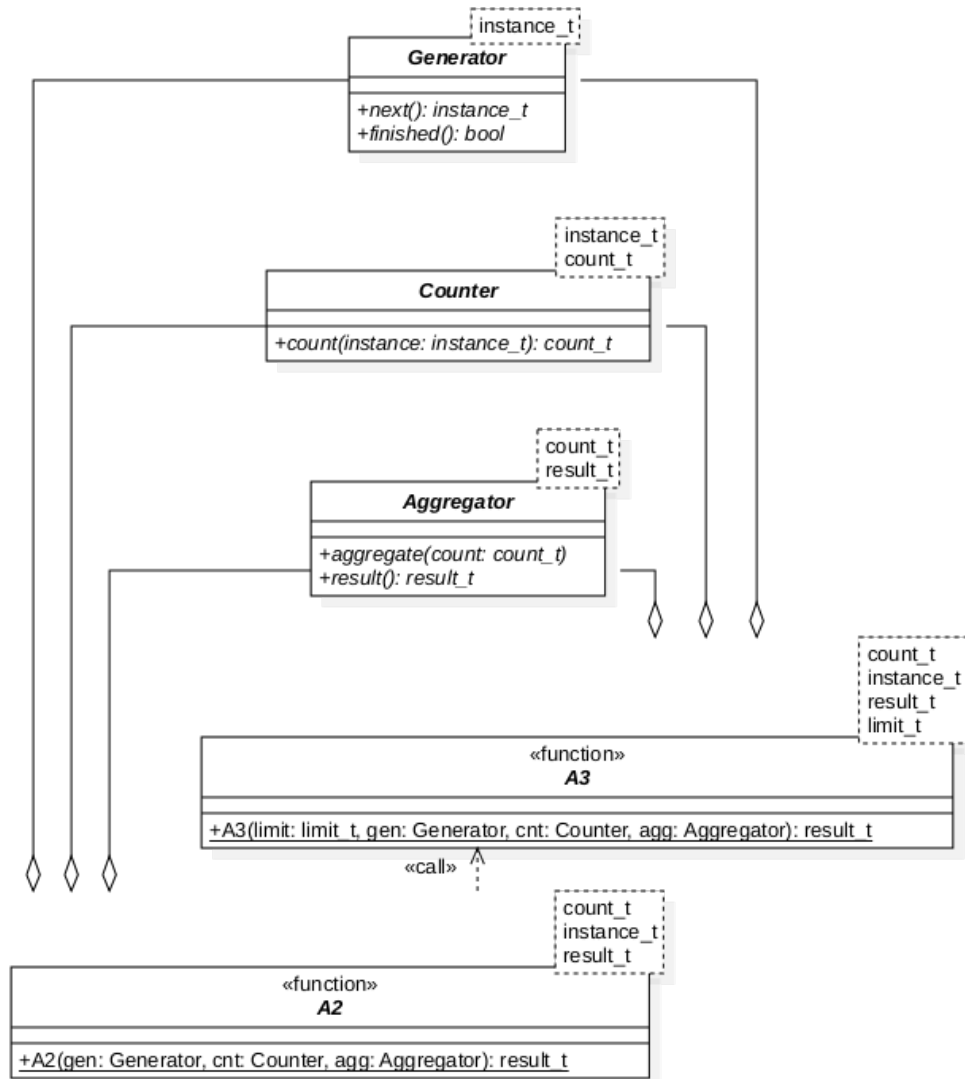 instance_t
Generator
+next(): instance_t
+finished(): bool
instance_t
count_t
Counter
+count(instance: instance_t): count_t
count_t
result_t
Aggregator
+aggregate(count: count_t)
+result(): result_t
count_t
instance_t
result_t
limit_t
«function»
A3
+A3(limit: limit_t, gen: Generator, cnt: Counter, agg: Aggregator): result_t
«call»
count_t
instance_t
result_t
«function»
A2
+A2(gen: Generator, cnt: Counter, agg: Aggregator): result_t